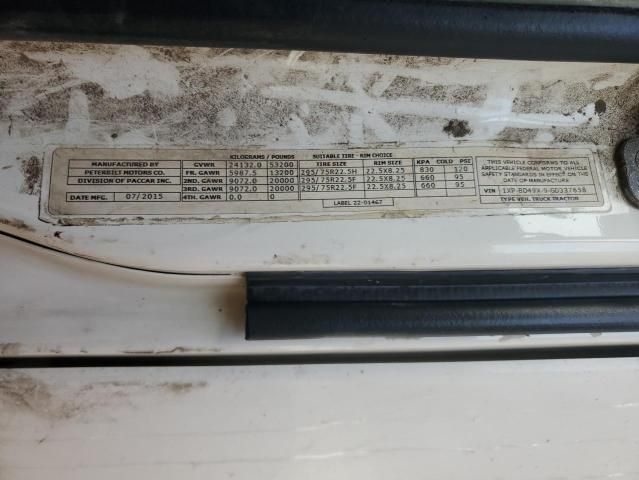 KILOGRAMS / POUNDS SUITABLE TIRE - RIM CHOICE
MANUFACTURED BY GVWR 24132.0 53200 TIRE SIZE RIM SIZE KPA COLD PSI
PETERBILT MOTORS CO. FR. GAWR 5987.5 13200 295/75R22.5H 22.5X8.25 830 120
DIVISION OF PACCAR INC. 2ND. GAWR 9072.0 20000 295/75R22.5F 22.5X8.25 660 95
3RD. GAWR 9072.0 20000 295/75R22.5F 22.5X8.25 660 95
DATE MFG. 07/2015 4TH. GAWR 0.0 0
LABEL 22-01467
THIS VEHICLE CONFORMS TO ALL
APPLICABLE FEDERAL MOTOR VEHICLE
SAFETY STANDARDS IN EFFECT ON THE
DATE OF MANUFACTURE
VIN 1XP-BD49X-9-GD337658
TYPE VEH. TRUCK TRACTOR